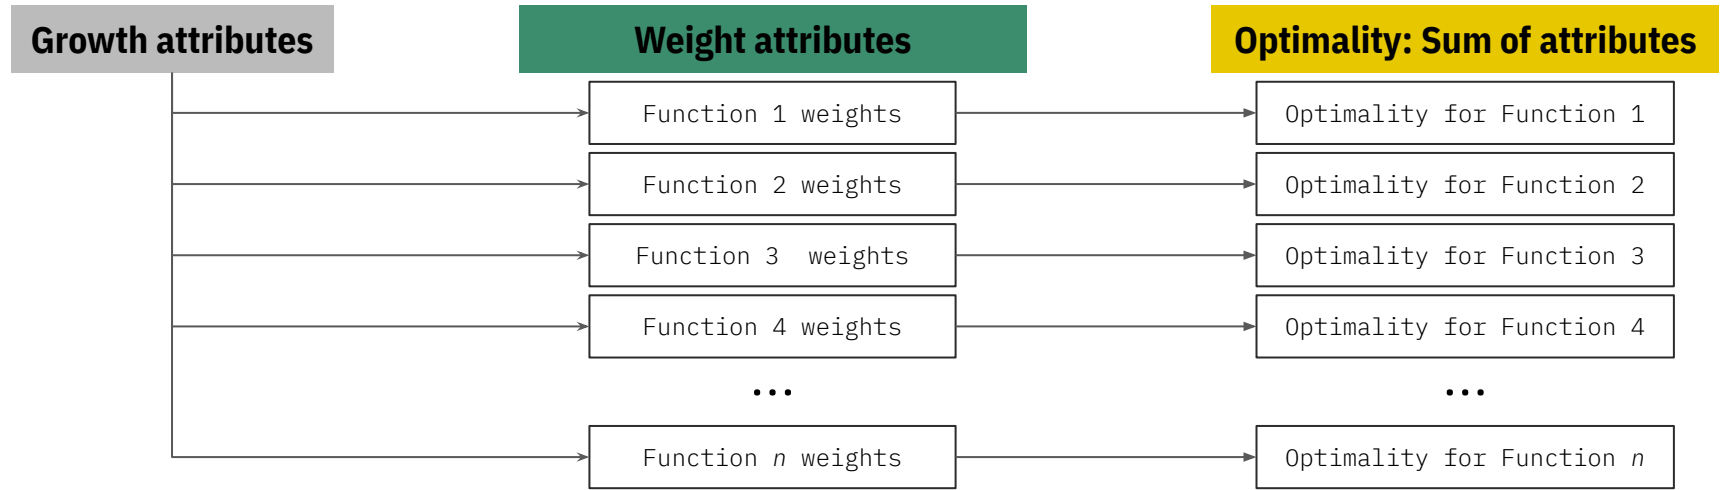 Growth attributes
Weight attributes
Optimality: Sum of attributes
Function 1 weights
Optimality for Function 1
Function 2 weights
Optimality for Function 2
Function 3  weights
Optimality for Function 3
Function 4 weights
Optimality for Function 4
...
...
Function n weights
Optimality for Function n